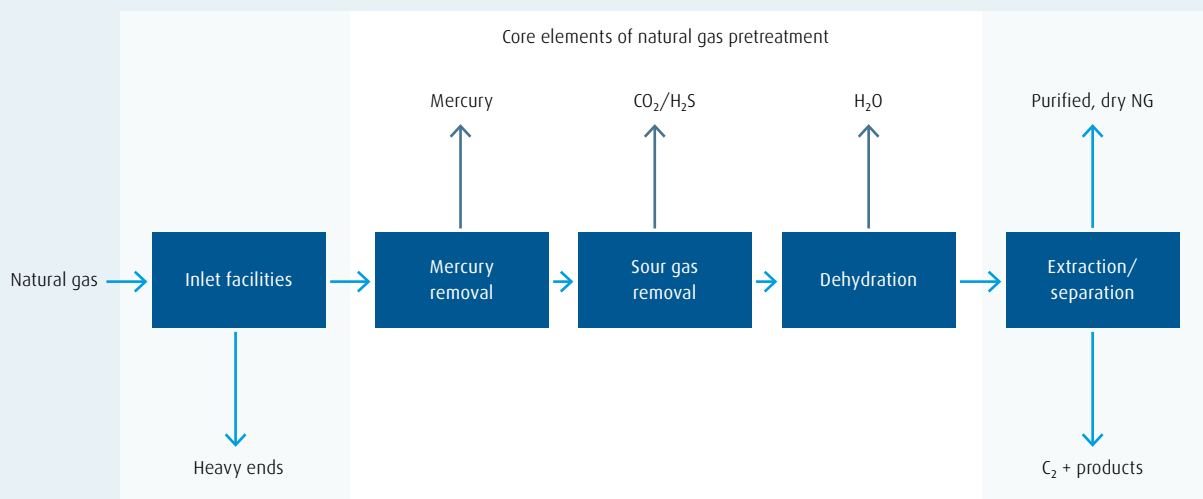 Core elements of natural gas pretreatment
Mercury
CO₂/H₂S
H₂O
Purified, dry NG
Natural gas
Inlet facilities
Mercury
removal
Sour gas
removal
Dehydration
Extraction/
separation
Heavy ends
C₂ + products